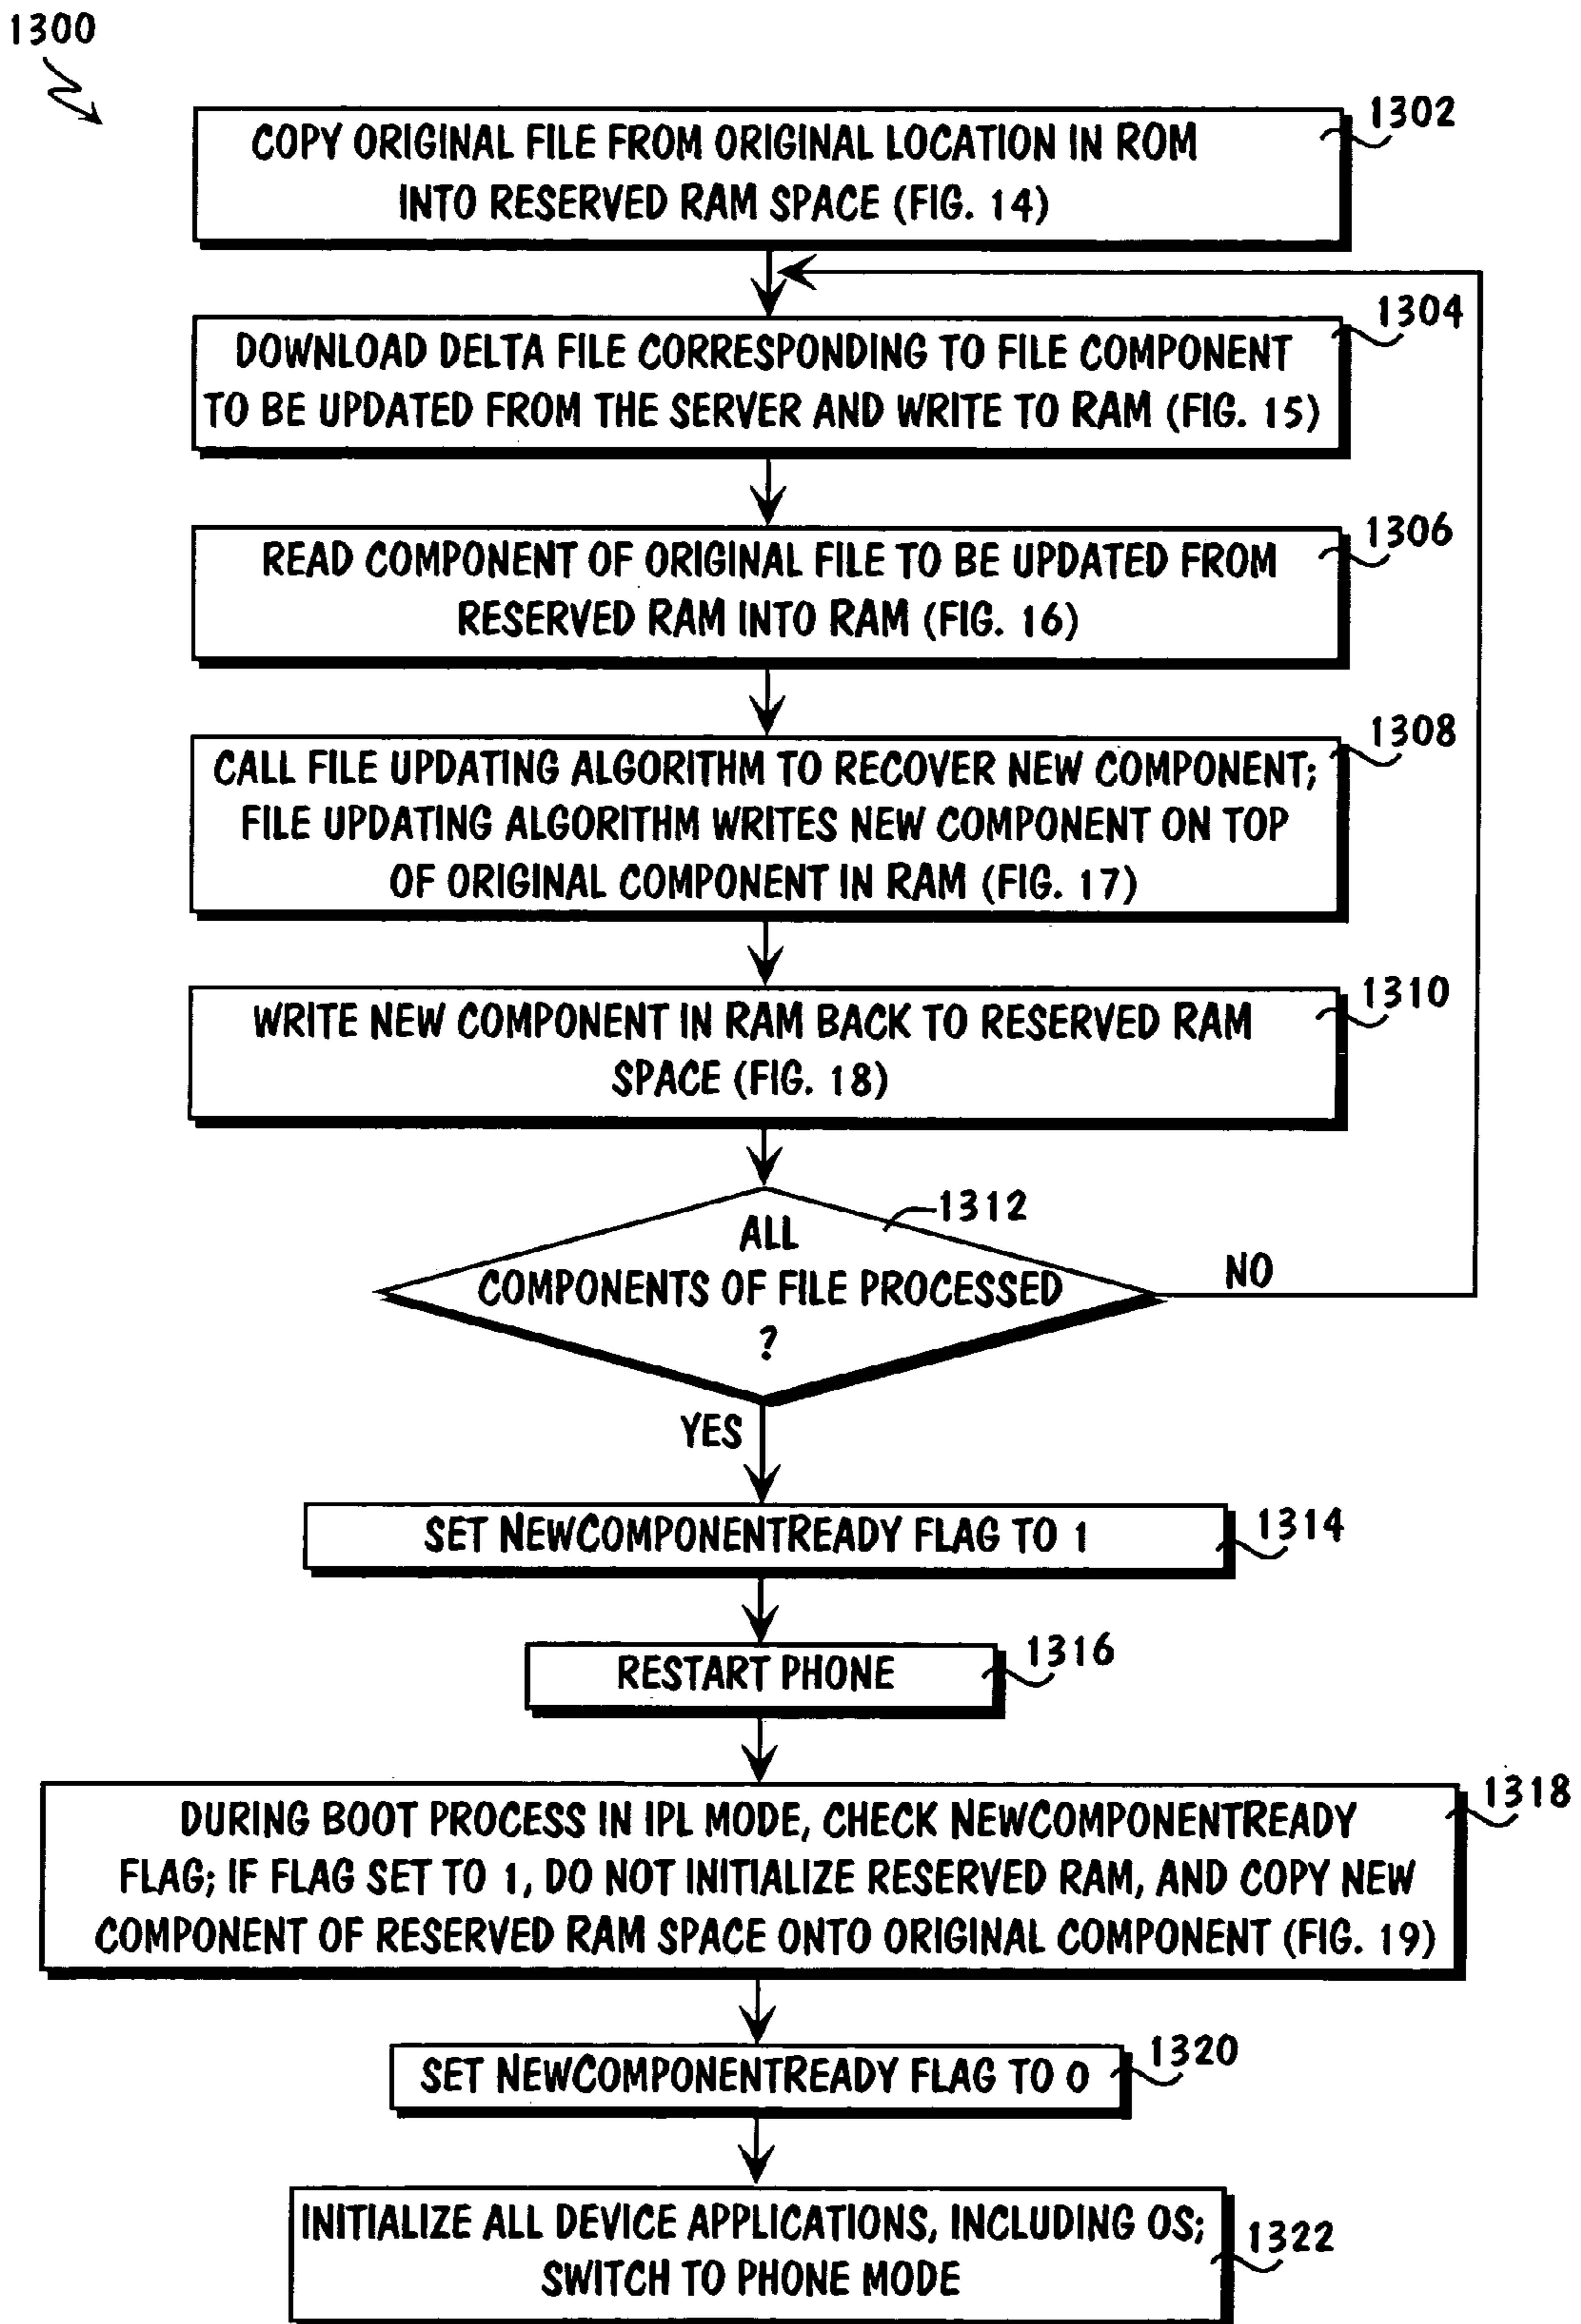 1300
COPY ORIGINAL FILE FROM ORIGINAL LOCATION IN ROM
INTO RESERVED RAM SPACE (FIG. 14)
1302
DOWNLOAD DELTA FILE CORRESPONDING TO FILE COMPONENT
TO BE UPDATED FROM THE SERVER AND WRITE TO RAM (FIG. 15)
1304
READ COMPONENT OF ORIGINAL FILE TO BE UPDATED FROM
RESERVED RAM INTO RAM (FIG. 16)
1306
CALL FILE UPDATING ALGORITHM TO RECOVER NEW COMPONENT;
FILE UPDATING ALGORITHM WRITES NEW COMPONENT ON TOP
OF ORIGINAL COMPONENT IN RAM (FIG. 17)
1308
WRITE NEW COMPONENT IN RAM BACK TO RESERVED RAM
SPACE (FIG. 18)
1310
ALL
COMPONENTS OF FILE PROCESSED
?
1312
NO
YES
SET NEWCOMPONENTREADY FLAG TO 1
1314
RESTART PHONE
1316
DURING BOOT PROCESS IN IPL MODE, CHECK NEWCOMPONENTREADY
FLAG; IF FLAG SET TO 1, DO NOT INITIALIZE RESERVED RAM, AND COPY NEW
COMPONENT OF RESERVED RAM SPACE ONTO ORIGINAL COMPONENT (FIG. 19)
1318
SET NEWCOMPONENTREADY FLAG TO 0
1320
INITIALIZE ALL DEVICE APPLICATIONS, INCLUDING OS;
SWITCH TO PHONE MODE
1322